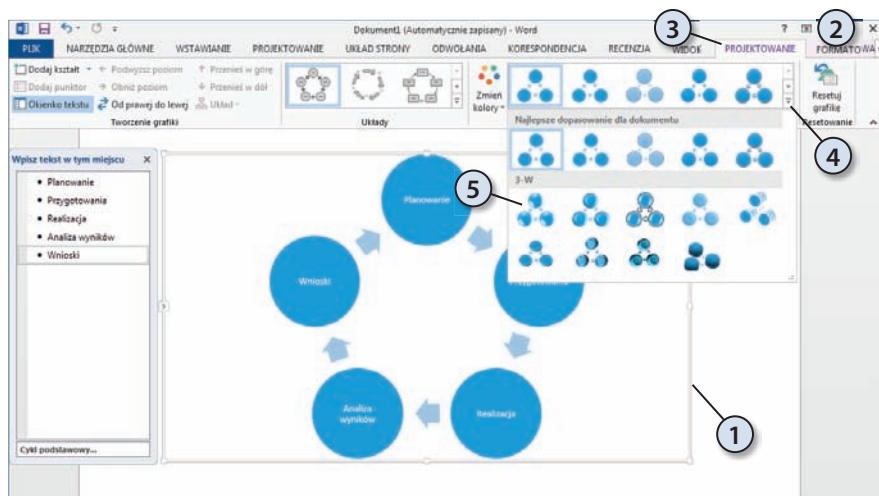 Dokument1 (Automatycznie zapisany) - Word
3
?
2
PLIK NARZĘDZIA GŁÓWNE WSTAWIANIE PROJEKTOWANIE UKŁAD STRONY ODWOŁANIA KORESPONDENCJA RECENZJA WIDOK PROJEKTOWANIE FORMATOWA
Dodaj kształt Podwyższ poziom Przenieś w górę
Dodaj punktor Obniż poziom Przenieś w dół
Okienko tekstu Od prawej do lewej Układ
Tworzenie grafiki
Układy
Zmień
kolory
Resetuj
grafikę
Resetowanie
Najlepsze dopasowanie dla dokumentu
3-W
4
5
Wpisz tekst w tym miejscu X
• Planowanie
• Przygotowania
• Realizacja
• Analiza wyników
• Wnioski
Cykl podstawowy...
Planowanie
Wnioski
Przygotowania
Analiza
wyników
Realizacja
1